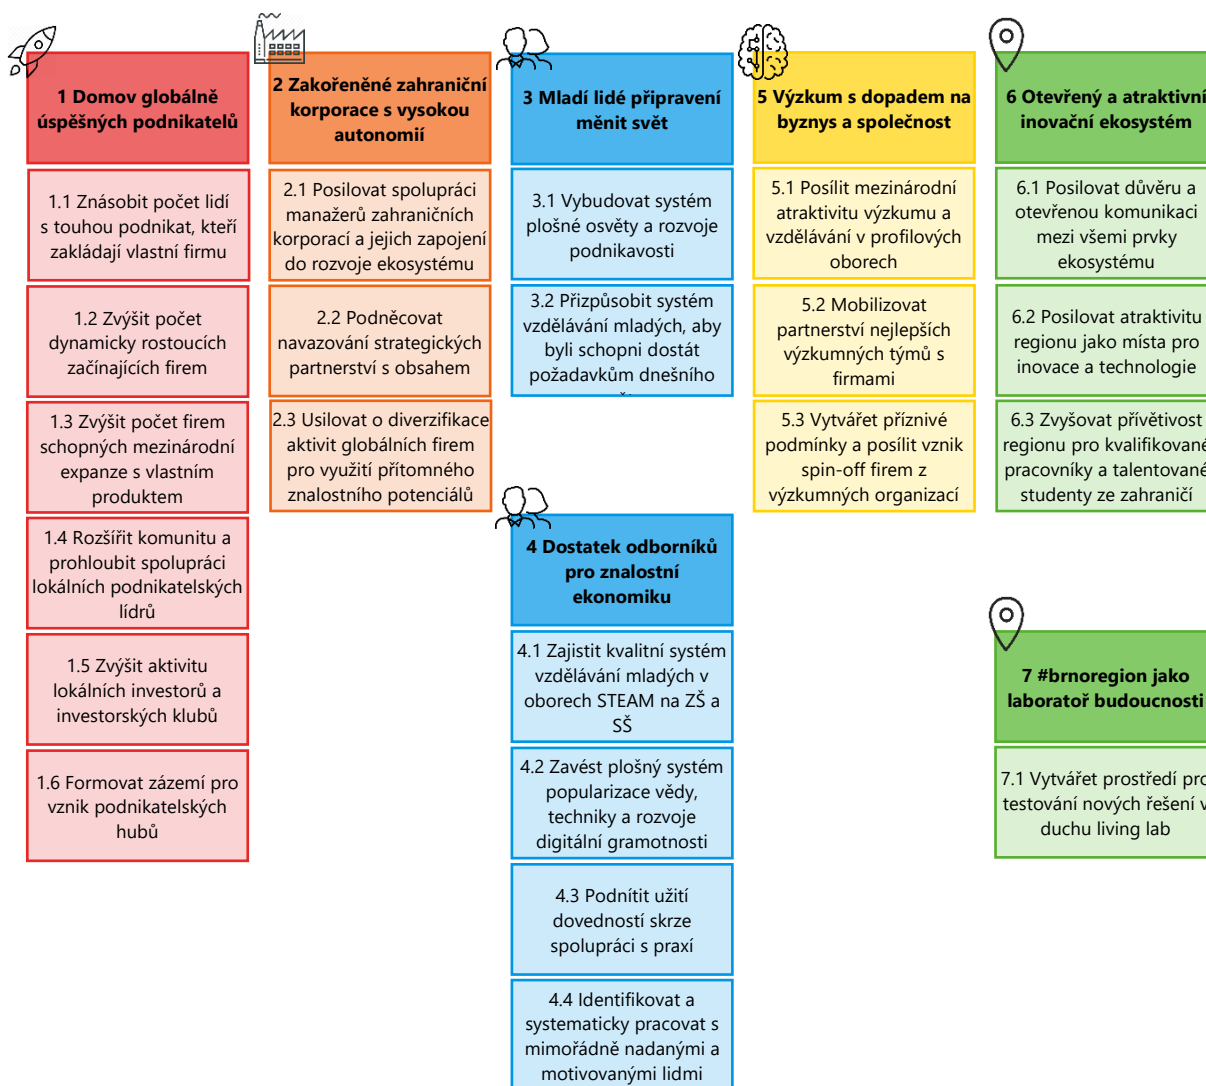 1 Domov globálně
úspěšných podnikatelů
1.1 Znásobit počet lidí
s touhou podnikat, kteří
zakládají vlastní firmu
1.2 Zvýšit počet
dynamicky rostoucích
začínajících firem
1.3 Zvýšit počet firem
schopných mezinárodní
expanze s vlastním
produktem
1.4 Rozšířit komunitu a
prohloubit spolupráci
lokálních podnikatelských
lídrů
1.5 Zvýšit aktivitu
lokálních investorů a
investorských klubů
1.6 Formovat zázemí pro
vznik podnikatelských
hubů
2 Zakořeněné zahraniční
korporace s vysokou
autonomií
2.1 Posilovat spolupráci
manažerů zahraničních
korporací a jejich zapojení
do rozvoje ekosystému
2.2 Podněcovat
navazování strategických
partnerství s obsahem
2.3 Usilovat o diverzifikace
aktivit globálních firem
pro využití přítomného
znalostního potenciálů
3 Mladí lidé připravení
měnit svět
3.1 Vybudovat systém
plošné osvěty a rozvoje
podnikavosti
3.2 Přizpůsobit systém
vzdělávání mladých, aby
byli schopni dostát
požadavkům dnešního
4 Dostatek odborníků
pro znalostní
ekonomiku
4.1 Zajistit kvalitní systém
vzdělávání mladých v
oborech STEAM na ZŠ a
SŠ
4.2 Zavést plošný systém
popularizace vědy,
techniky a rozvoje
digitální gramotnosti
4.3 Podnítit užití
dovedností skrze
spolupráci s praxí
4.4 Identifikovat a
systematicky pracovat s
mimořádně nadanými a
motivovanými lidmi
5 Výzkum s dopadem na
byznys a společnost
5.1 Posílit mezinárodní
atraktivitu výzkumu a
vzdělávání v profilových
oborech
5.2 Mobilizovat
partnerství nejlepších
výzkumných týmů s
firmami
5.3 Vytvářet příznivé
podmínky a posílit vznik
spin-off firem z
výzkumných organizací
6 Otevřený a atraktivní
inovační ekosystém
6.1 Posilovat důvěru a
otevřenou komunikaci
mezi všemi prvky
ekosystému
6.2 Posilovat atraktivitu
regionu jako místa pro
inovace a technologie
6.3 Zvyšovat přívětivost
regionu pro kvalifikované
pracovníky a talentované
studenty ze zahraničí
7 #brnoregion jako
laboratoř budoucnosti
7.1 Vytvářet prostředí pro
testování nových řešení v
duchu living lab